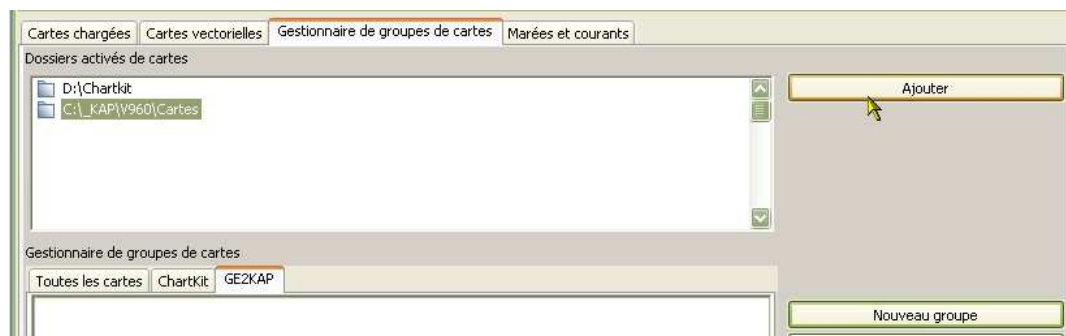 Cartes chargées Cartes vectorielles Gestionnaire de groupes de cartes Marées et courants
Dossiers activés de cartes
D:\Chartkit
C:\_KAP\V960\Cartes
Ajouter
Gestionnaire de groupes de cartes
Toutes les cartes ChartKit GE2KAP
Nouveau groupe